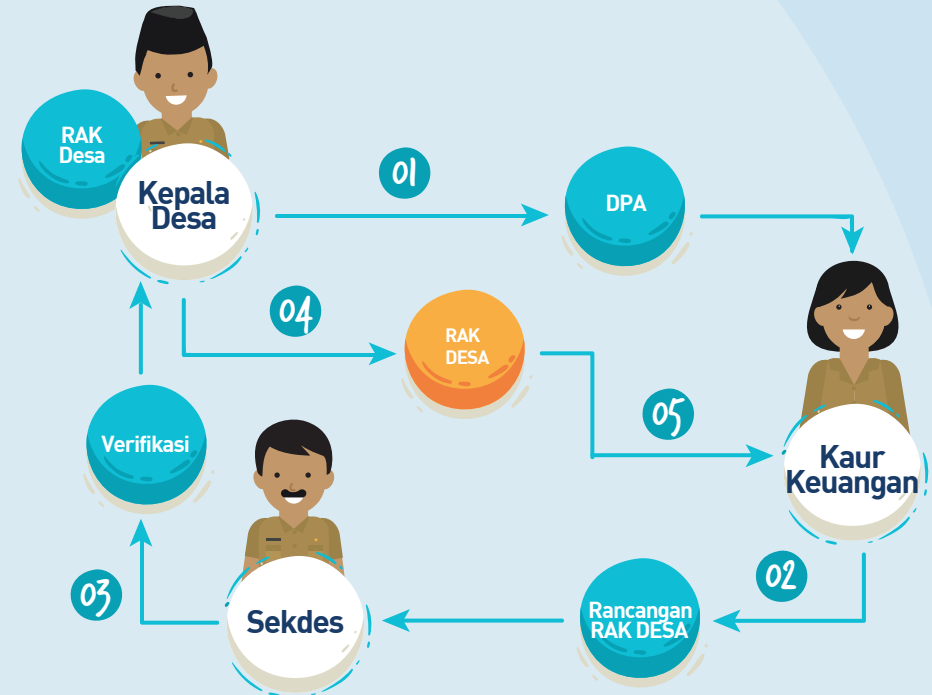 RAK
Desa
Kepala
Desa
01
DPA
04
RAK
DESA
05
Kaur
Keuangan
Verifikasi
03
Sekdes
Rancangan
RAK DESA
02